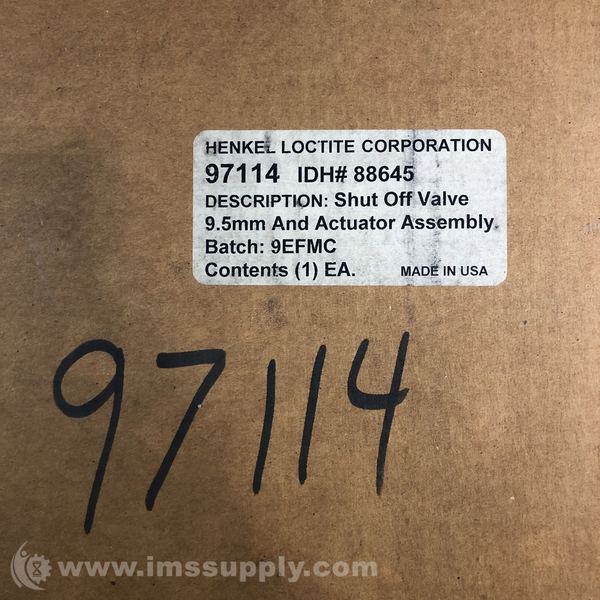 HENKEL LOCTITE CORPORATION
97114 IDH# 88645
DESCRIPTION: Shut Off Valve
9.5mm And Actuator Assembly
Batch: 9EFMC
Contents (1) EA. MADE IN USA
97114
www.imssupply.com